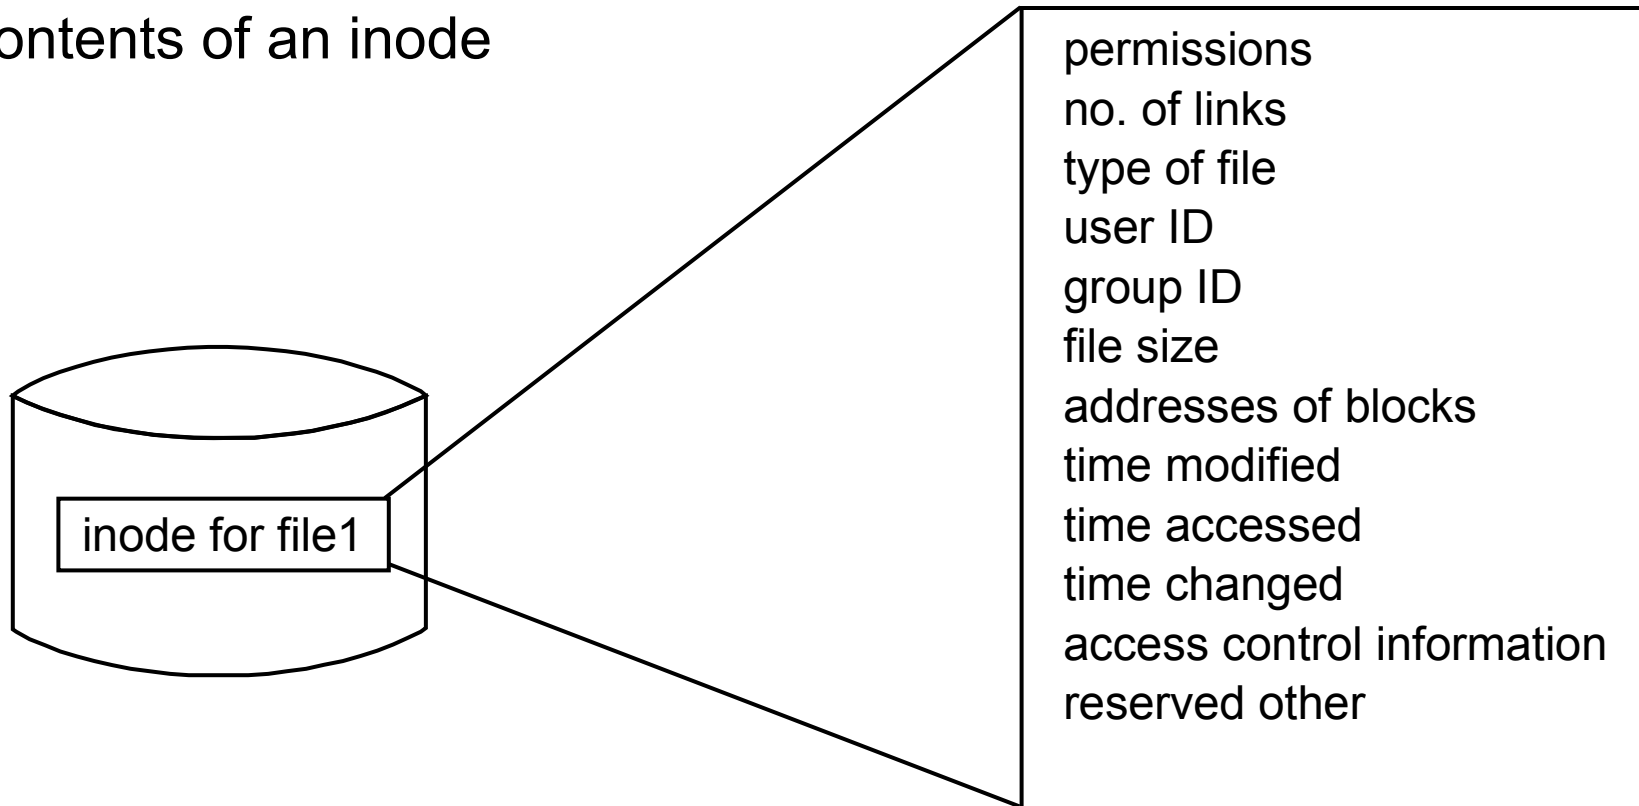 ontents of an inode
permissions
no. of links
type of file
user ID
group ID
file size
addresses of blocks
time modified
time accessed
time changed
access control information
reserved other
inode for file1